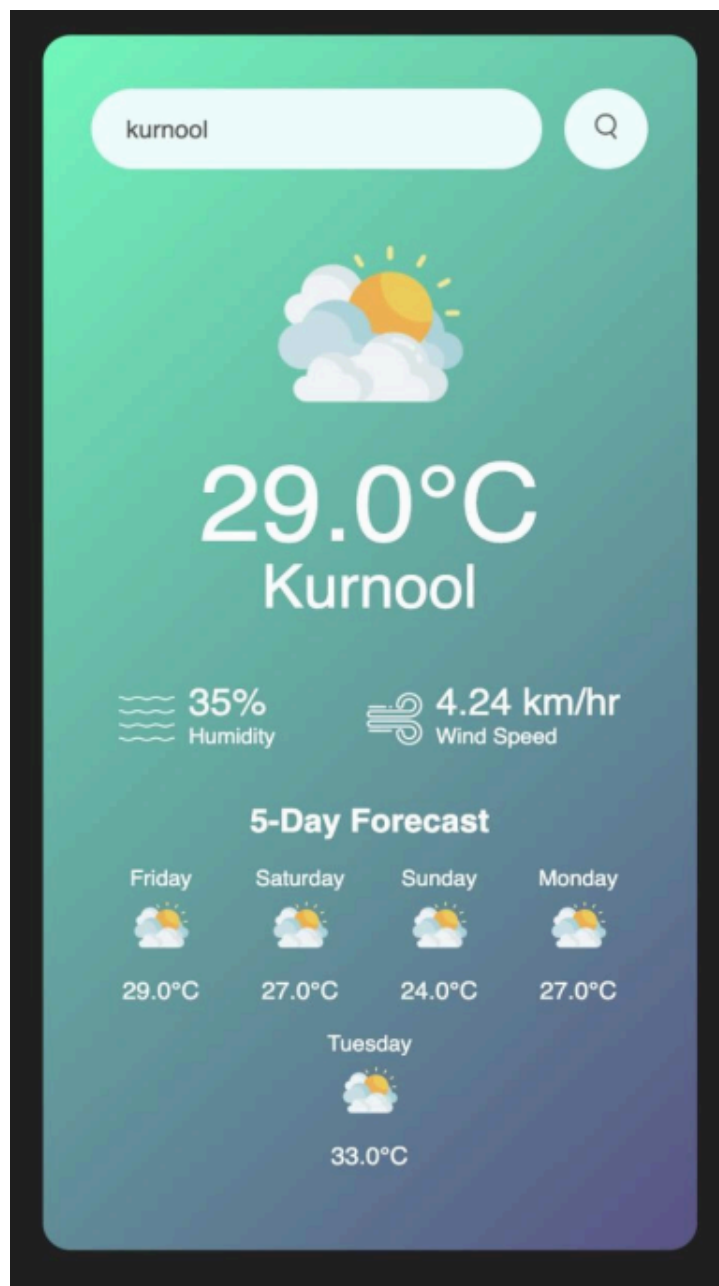 kurnool
29.0°C
Kurnool
35%
Humidity
4.24 km/hr
Wind Speed
5-Day Forecast
Friday Saturday Sunday Monday
29.0°C 27.0°C 24.0°C 27.0°C
Tuesday
33.0°C